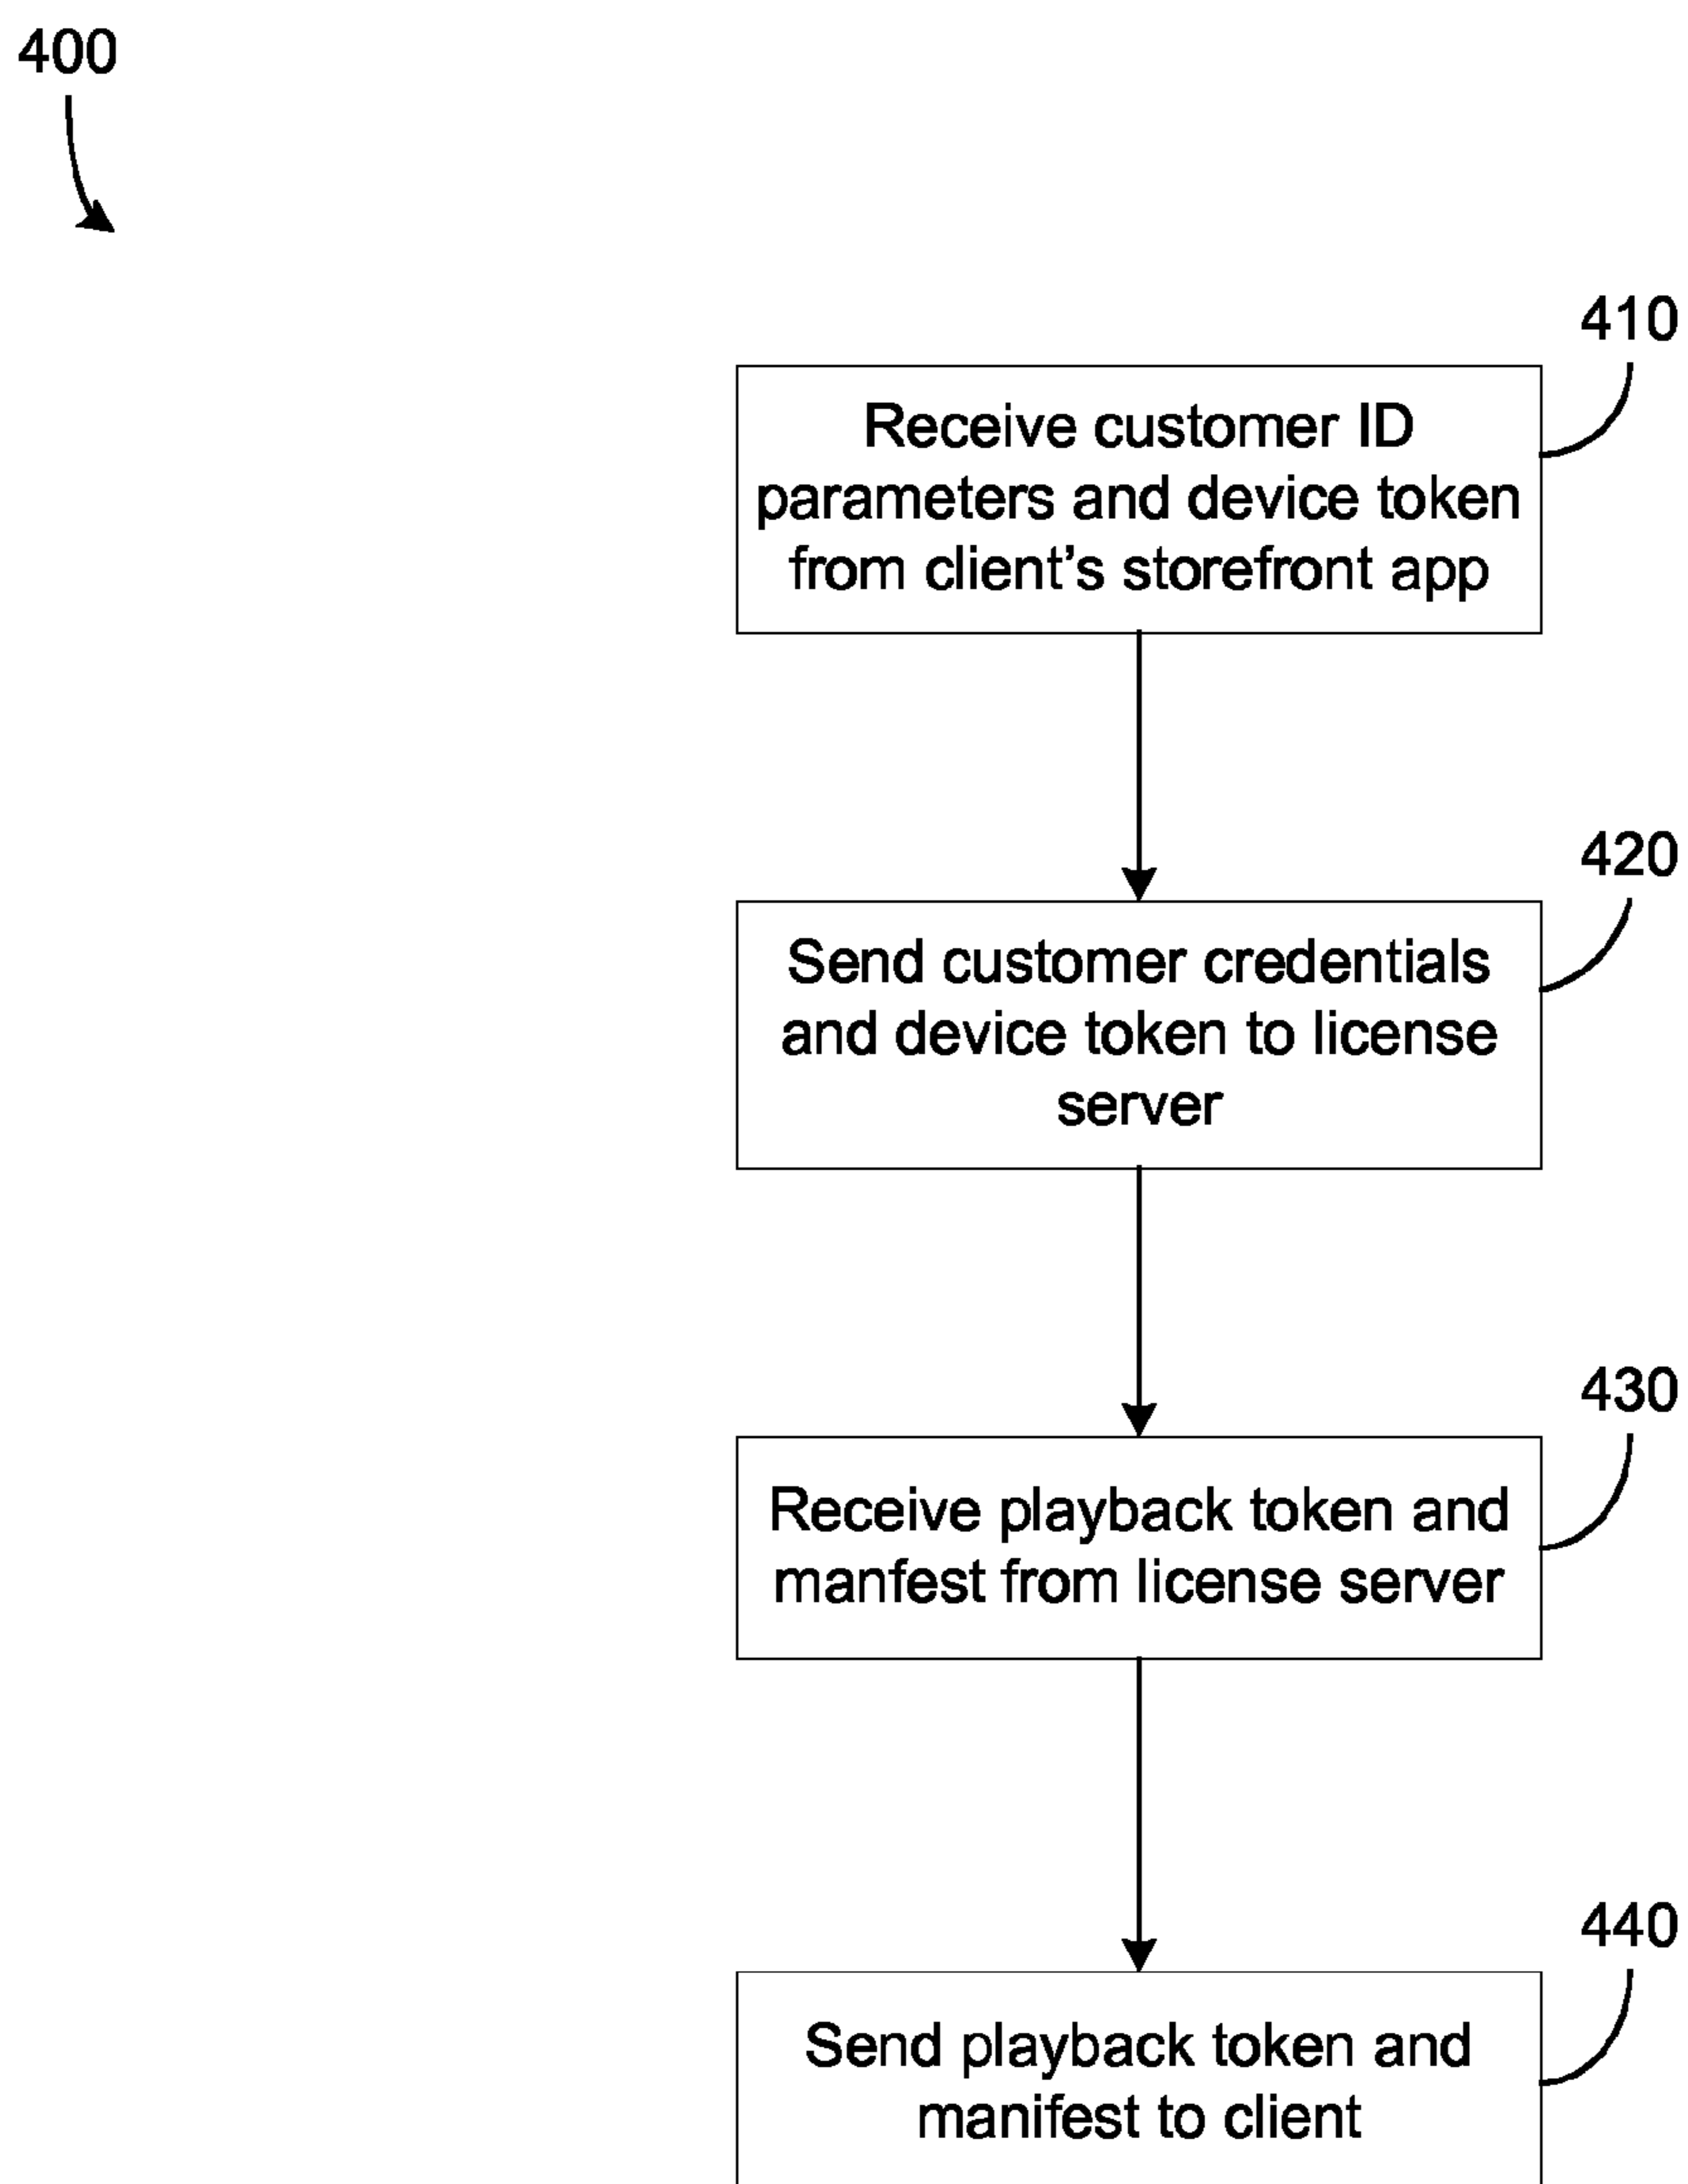 400
410
Receive customer ID
parameters and device token
from client's storefront app
420
Send customer credentials
and device token to license
server
430
Receive playback token and
manfest from license server
440
Send playback token and
manifest to client